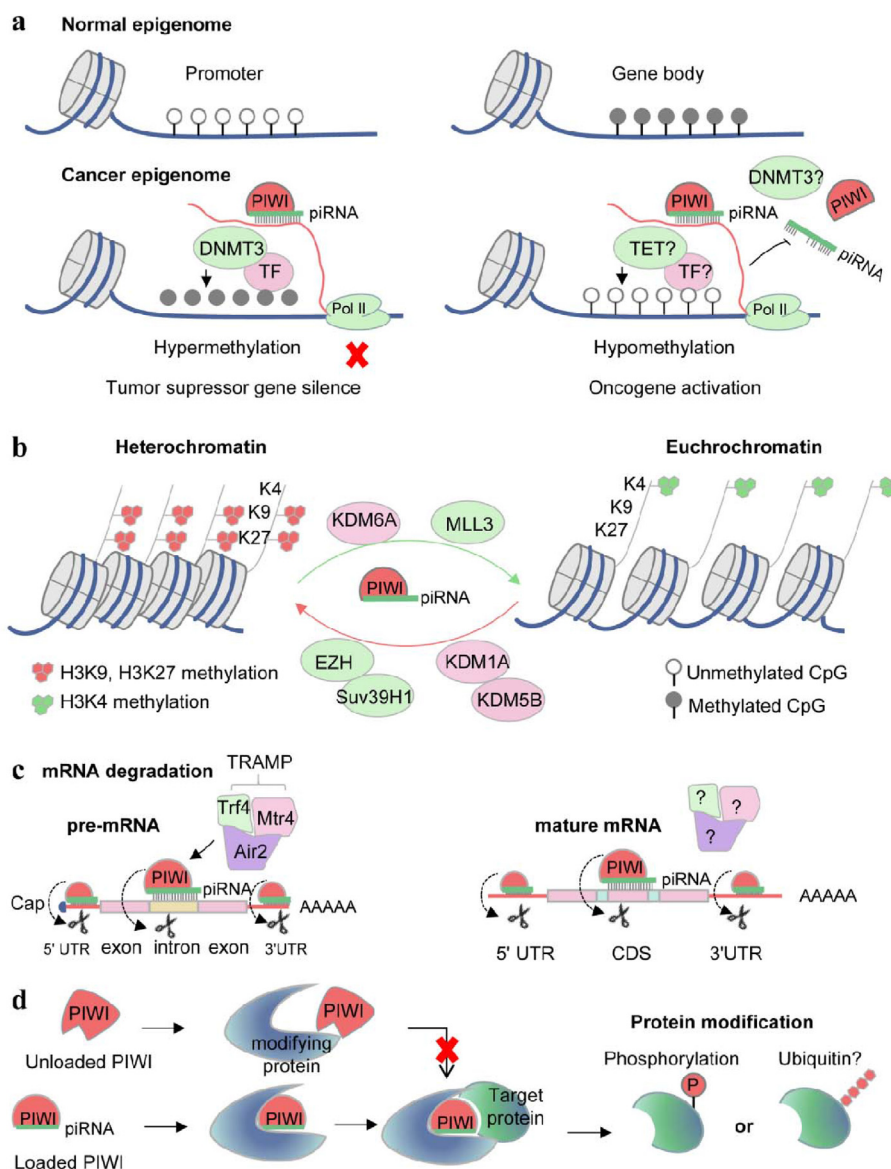 a
Normal epigenome
Promoter
Gene body
Cancer epigenome
PIWI
piRNA
DNMT3
TF
Pol II
Hypermethylation
Tumor supressor gene silence
PIWI
piRNA
DNMT3?
PIWI
piRNA
TET?
TF?
Pol II
Hypomethylation
Oncogene activation
b
Heterochromatin
Euchrochromatin
K4
K9
K27
KDM6A
MLL3
PIWI
piRNA
EZH
Suv39H1
KDM1A
KDM5B
K4
K9
K27
H3K9, H3K27 methylation
H3K4 methylation
Unmethylated CpG
Methylated CpG
c
mRNA degradation
TRAMP
Trf4
Mtr4
Air2
pre-mRNA
PIWI
piRNA
Cap
AAAAA
5' UTR exon intron exon 3'UTR
mature mRNA
? ?
?
PIWI
piRNA
AAAAA
5' UTR CDS 3'UTR
d
PIWI
Unloaded PIWI
PIWI
modifying
protein
Protein modification
Phosphorylation
Ubiquitin?
P
or
PIWI
piRNA
Loaded PIWI
PIWI
PIWI
Target
protein